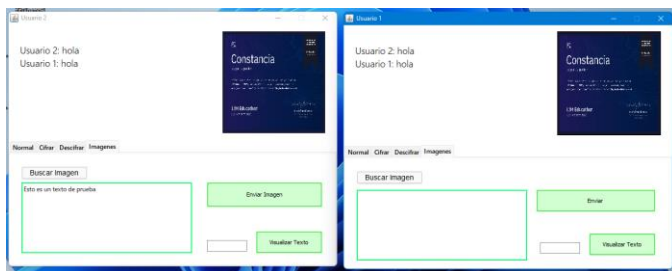 Usuario 2
Usuario 2: hola
Usuario 1: hola
Constancia
IBM
Normal Cifrar Descifrar Imagenes
Buscar Imagen
Esto es un texto de prueba
Enviar Imagen
Visualizar Texto
Usuario 1
Usuario 2: hola
Usuario 1: hola
Constancia
Normal Cifrar Descifrar Imagenes
Buscar Imagen
Enviar
Visualizar Texto